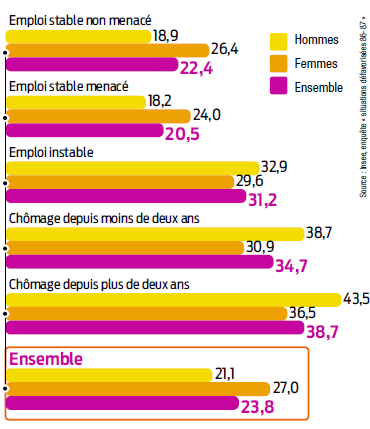 Emploi stable non menacé
18,9
26,4
22,4
Hommes
Femmes
Ensemble
Emploi stable menacé
18,2
24,0
20,5
Emploi instable
32,9
29,6
31,2
Chômage depuis moins de deux ans
38,7
30,9
34,7
Chômage depuis plus de deux ans
43,5
36,5
38,7
Ensemble
21,1
27,0
23,8
Source : Insee, enquête « situations défavorisées 86-87 »